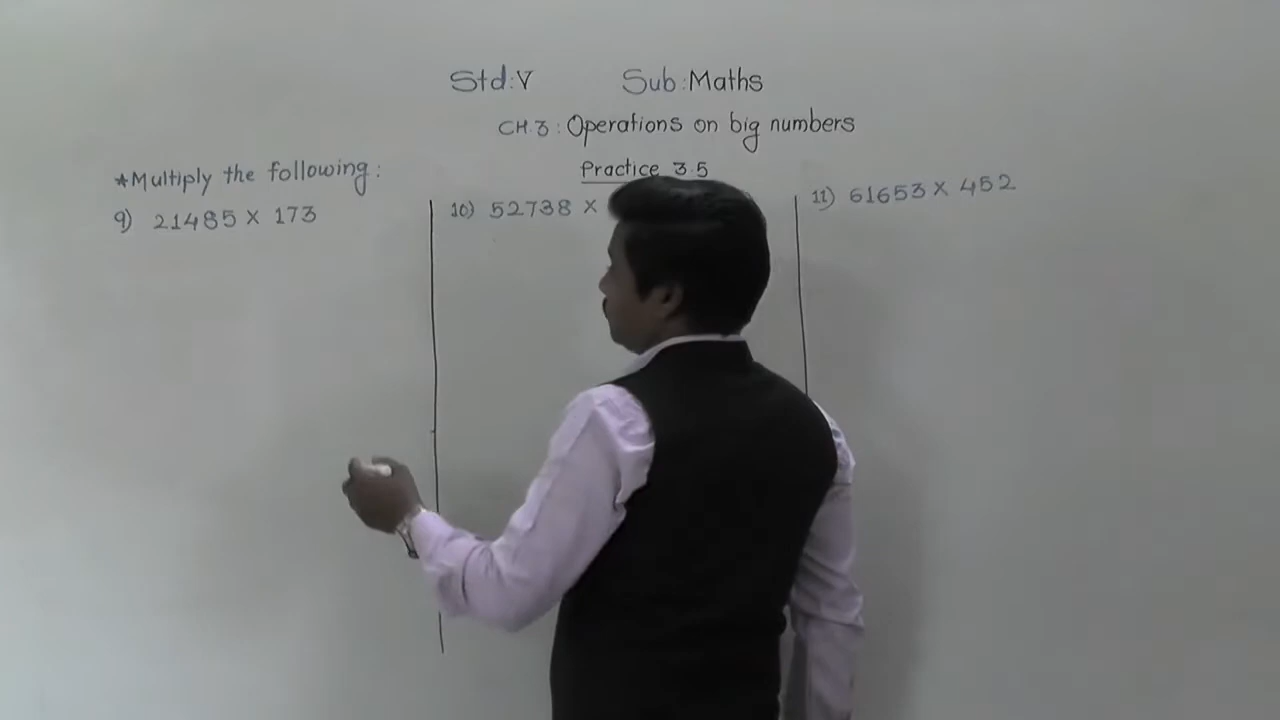 Std:V Sub:Maths
CH.3: Operations on big numbers
Practice 3.5
*Multiply the following:
9) 21485 X 173
10) 52738 X
11) 61653 X 452